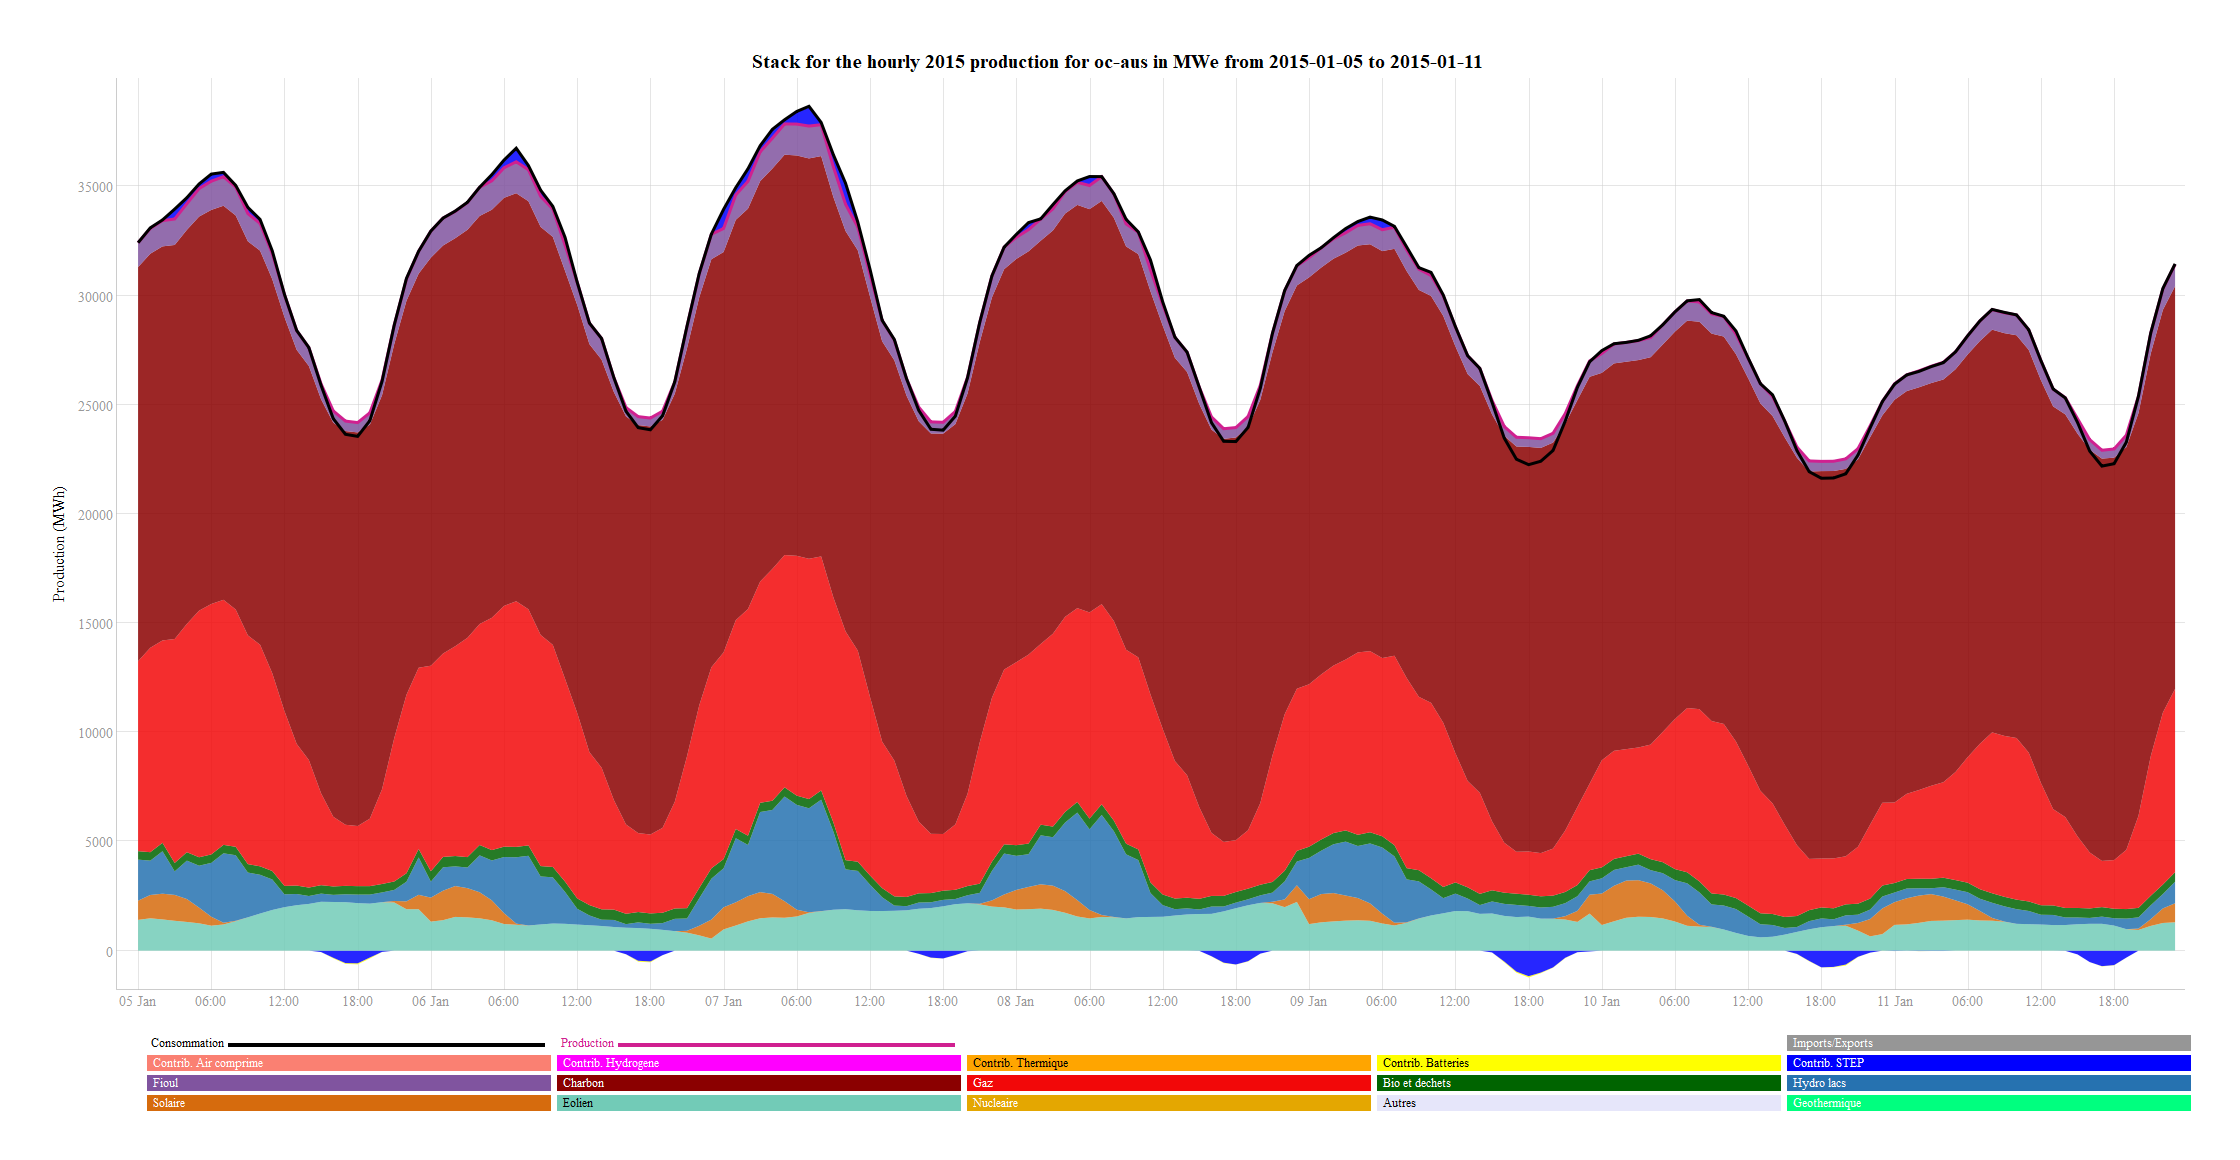 Stack for the hourly 2015 production for oc-aus in MWe from 2015-01-05 to 2015-01-11
Production (MWh)
35000
30000
25000
20000
15000
10000
5000
0
05 Jan 06:00 12:00 18:00 06 Jan 06:00 12:00 18:00 07 Jan 06:00 12:00 18:00 08 Jan 06:00 12:00 18:00 09 Jan 06:00 12:00 18:00 10 Jan 06:00 12:00 18:00 11 Jan 06:00 12:00 18:00
Consommation Production Imports/Exports
Contrib. Air comprime Contrib. Hydrogene Contrib. Thermique Contrib. Batteries Contrib. STEP
Fioul Charbon Gaz Bio et dechets Hydro lacs
Solaire Eolien Nucleaire Autres Geothermique